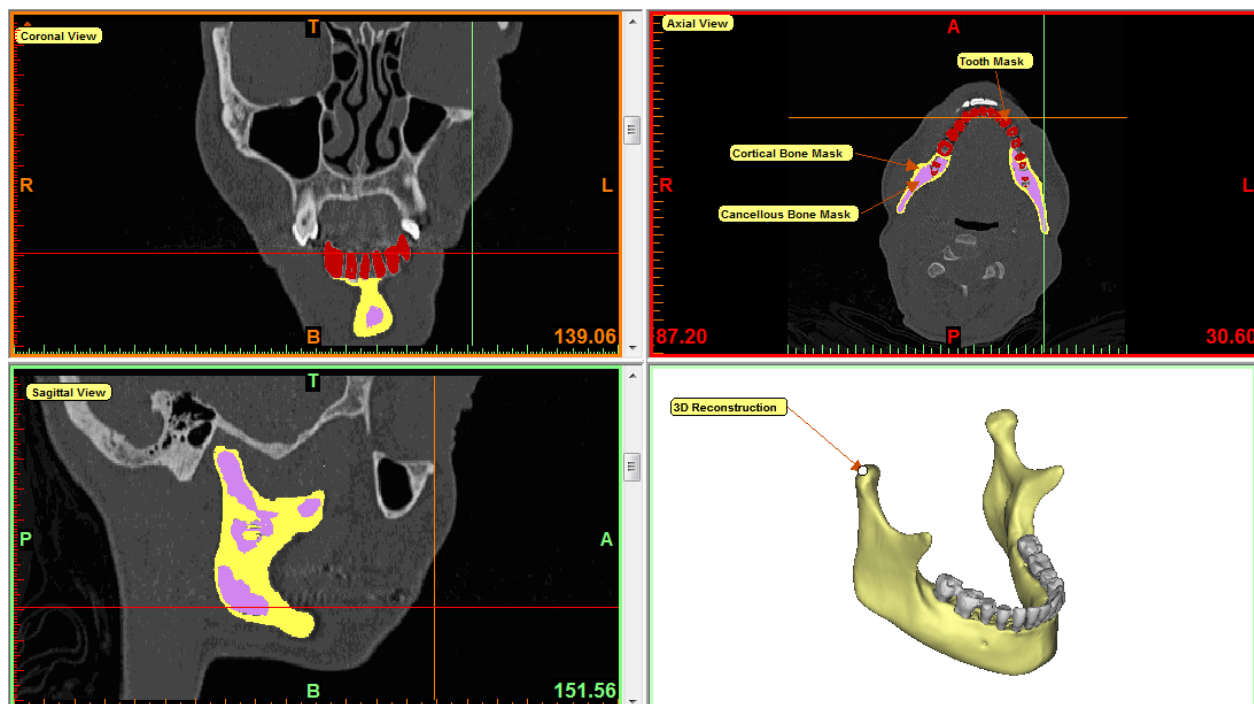 Coronal View
T
R
L
B
139.06
Axial View
A
Tooth Mask
Cortical Bone Mask
R
L
Cancellous Bone Mask
87.20
P
30.60
Sagittal View
T
P
A
B
151.56
3D Reconstruction